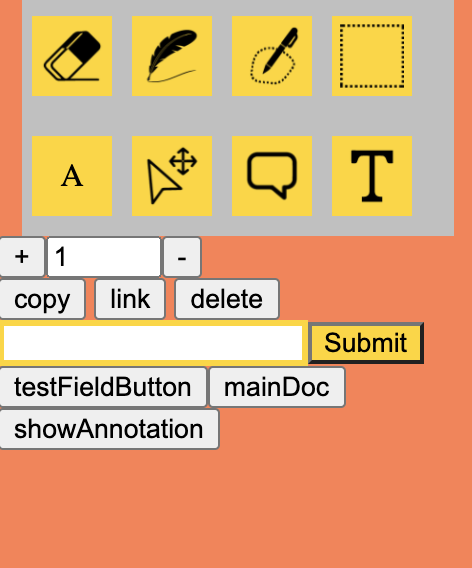 A T
+ 1 -
copy link delete
Submit
testFieldButton mainDoc
showAnnotation